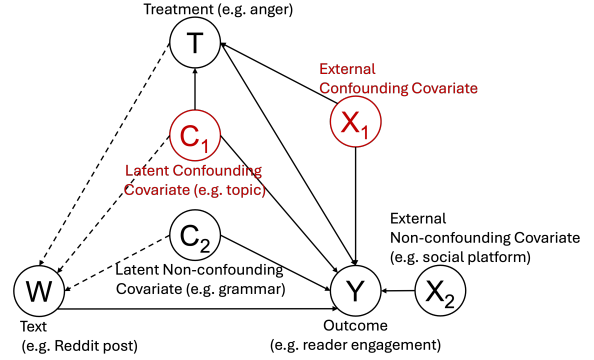 Treatment (e.g. anger)
T
External
Confounding Covariate
X1
C1
Latent Confounding
Covariate (e.g. topic)
C2
External
Non-confounding Covariate
(e.g. social platform)
Latent Non-confounding
Covariate (e.g. grammar)
W
Y
X2
Text
(e.g. Reddit post)
Outcome
(e.g. reader engagement)